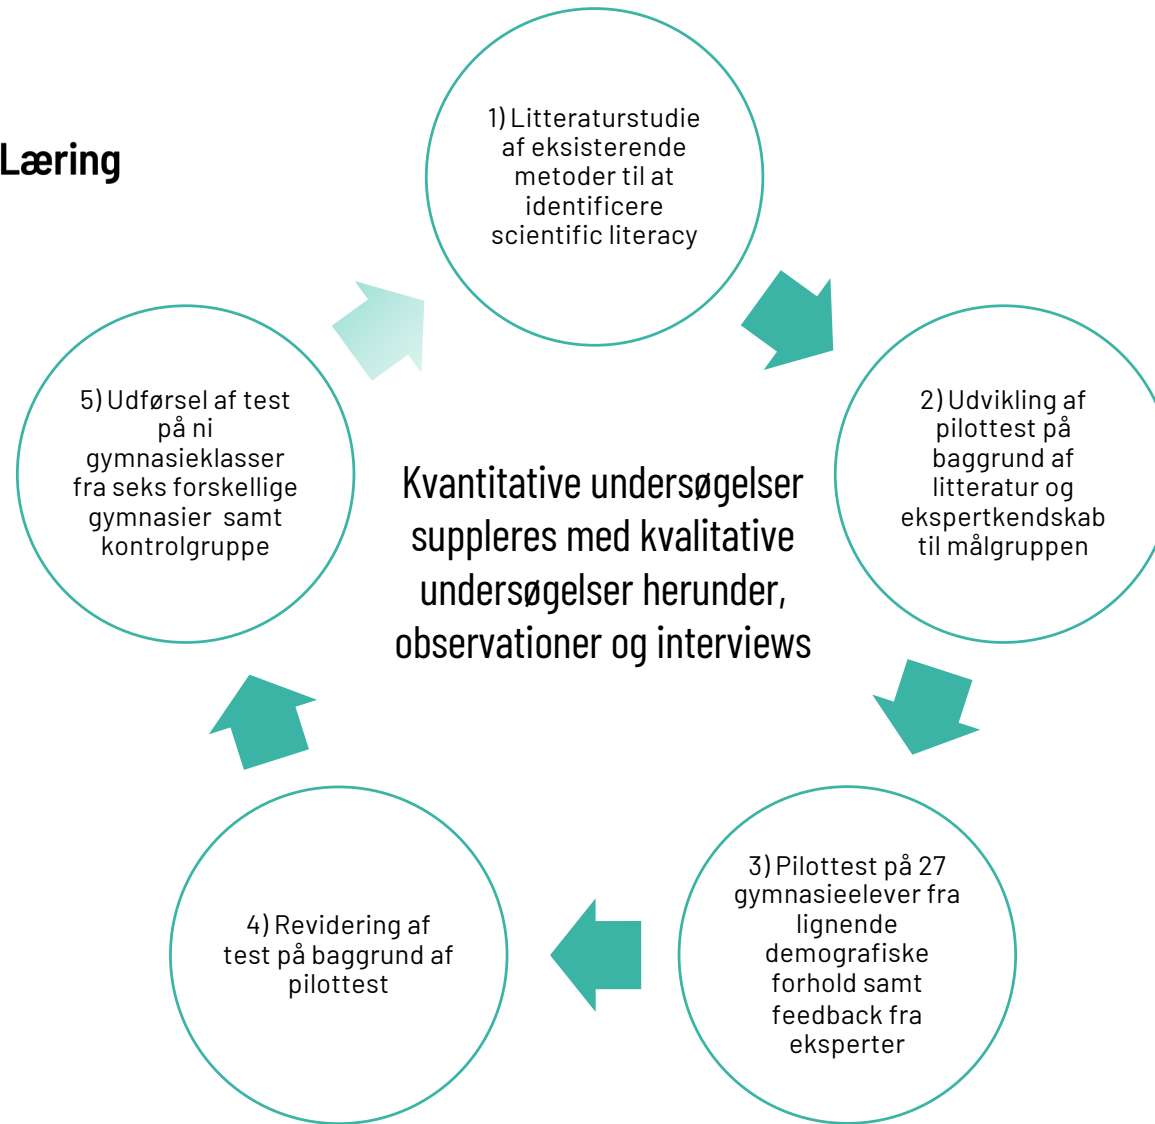 Læring
1) Litteraturstudie
af eksisterende
metoder til at
identificere
scientific literacy
2) Udvikling af
pilottest på
baggrund af
litteratur og
ekspertkendskab
til målgruppen
3) Pilottest på 27
gymnasieelever fra
lignende
demografiske
forhold samt
feedback fra
eksperter
4) Revidering af
test på baggrund af
pilottest
5) Udførsel af test
på ni
gymnasieklasser
fra seks forskellige
gymnasier samt
kontrolgruppe
Kvantitative undersøgelser
suppleres med kvalitative
undersøgelser herunder,
observationer og interviews